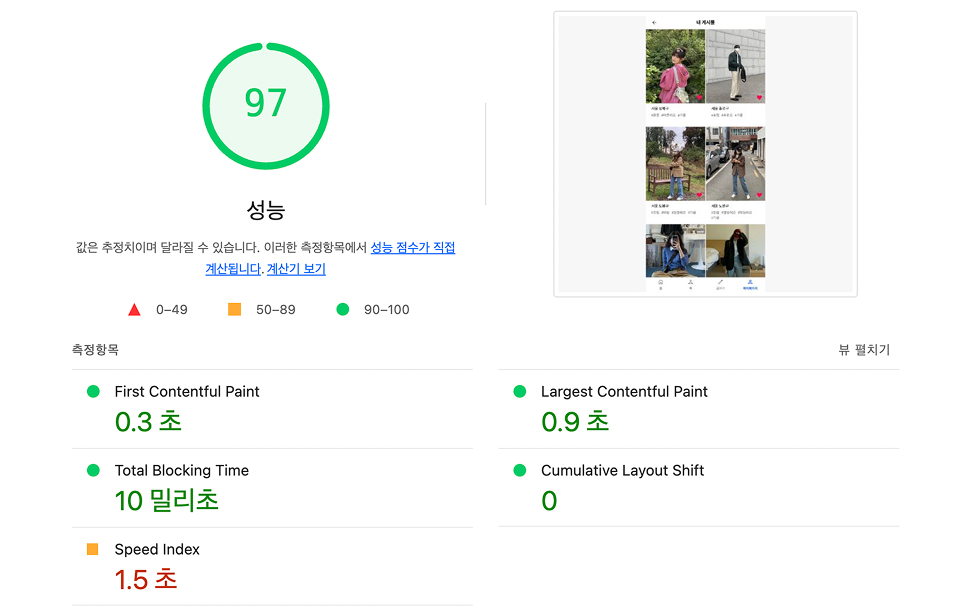 97
성능
값은 추정치이며 달라질 수 있습니다. 이러한 측정항목에서 성능 점수가 직접
계산됩니다. 계산기 보기
0–49
50–89
90–100
내 게시물
측정항목
뷰 펼치기
First Contentful Paint
0.3 초
Largest Contentful Paint
0.9 초
Total Blocking Time
10 밀리초
Cumulative Layout Shift
0
Speed Index
1.5 초